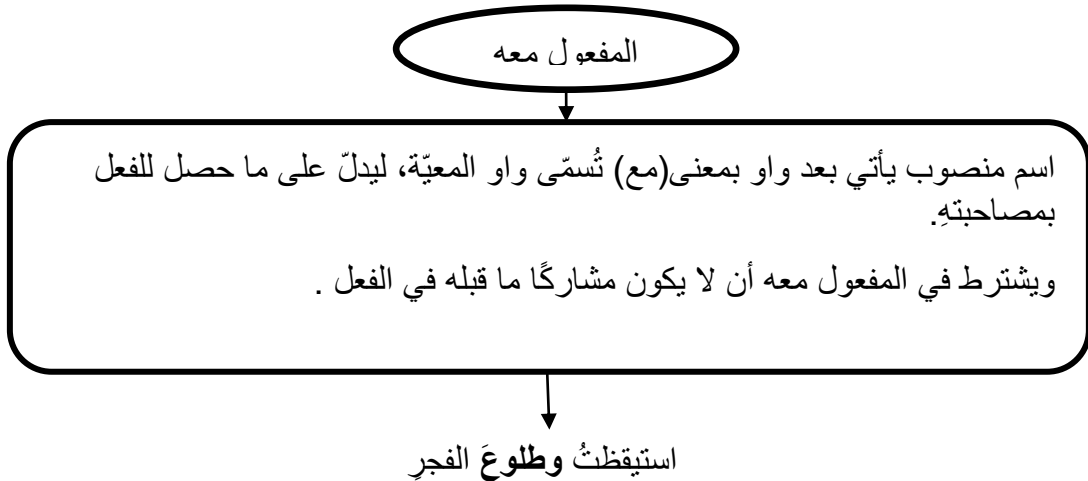 المفعول معه
اسم منصوب يأتي بعد واو بمعنى(مع) تُسمّى واو المعيّة، ليدلّ على ما حصل للفعل
بمصاحبتهِ.
ويشترط في المفعول معه أن لا يكون مشاركًا ما قبله في الفعل .
استيقظتُ وطلوعَ الفجرِ